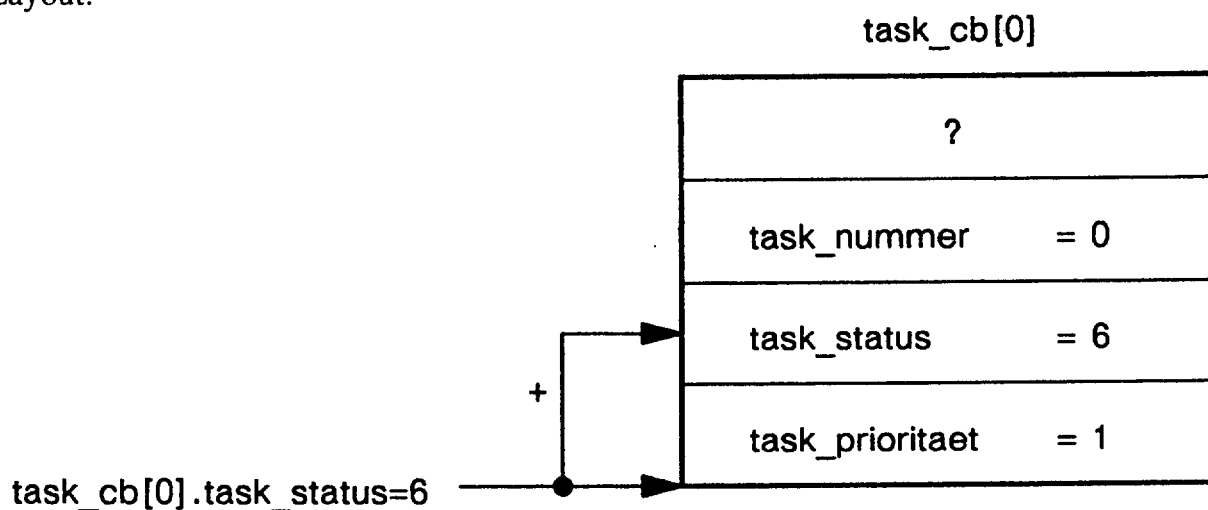 Layout:
task_cb[0]
?
task_nummer = 0
task_status = 6
+
task_prioritaet = 1
task_cb[0].task_status=6